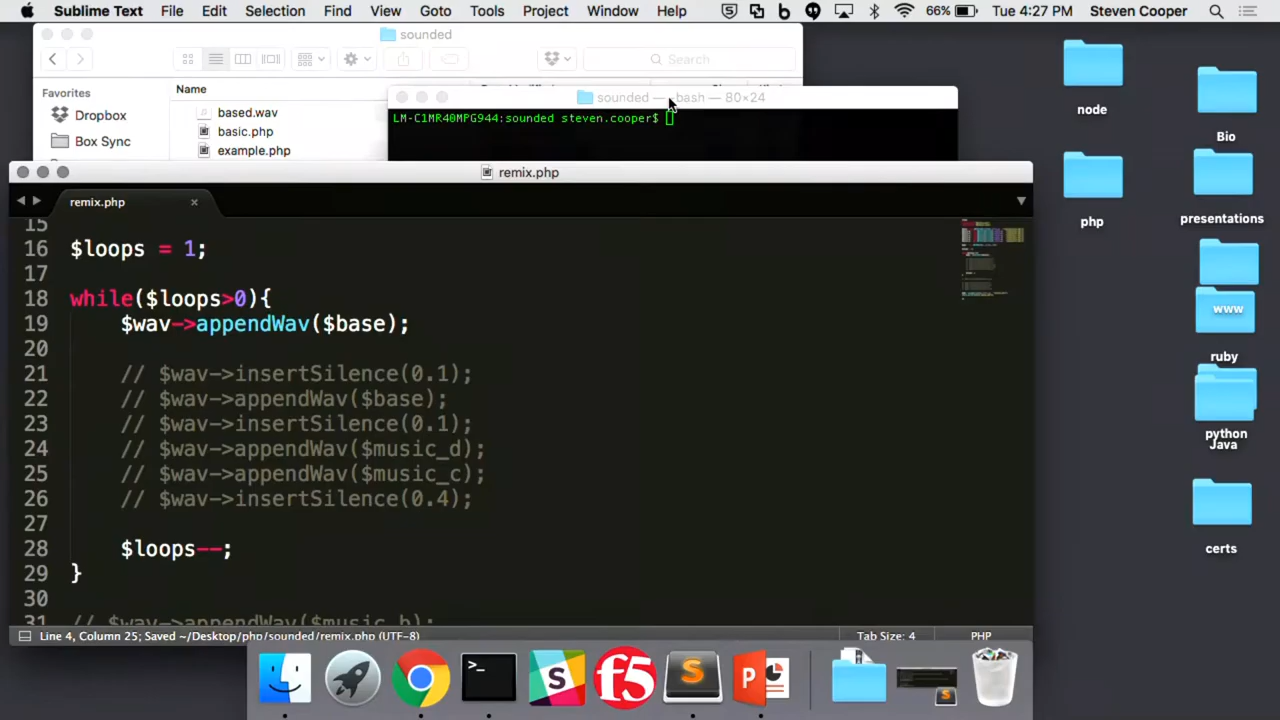 Sublime Text File Edit Selection Find View Goto Tools Project Window Help 66% Tue 4:27 PM Steven Cooper
sounded
Search
Favorites
Dropbox
Box Sync
Name
based.wav
basic.php
example.php
sounded — -bash — 80×24
LM-C1MR40MPG944:sounded steven.cooper$
remix.php
remix.php ×
15
16 $loops = 1;
17
18 while($loops>0){
19 $wav->appendWav($base);
20
21 // $wav->insertSilence(0.1);
22 // $wav->appendWav($base);
23 // $wav->insertSilence(0.1);
24 // $wav->appendWav($music_d);
25 // $wav->appendWav($music_c);
26 // $wav->insertSilence(0.4);
27
28 $loops--;
29 }
30
31 // $wav->appendWav($music_b);
Line 4, Column 25; Saved ~/Desktop/php/sounded/remix.php (UTF-8) Tab Size: 4 PHP
node
Bio
php
presentations
www
ruby
python
Java
certs
>_
S
f5
S
P
S